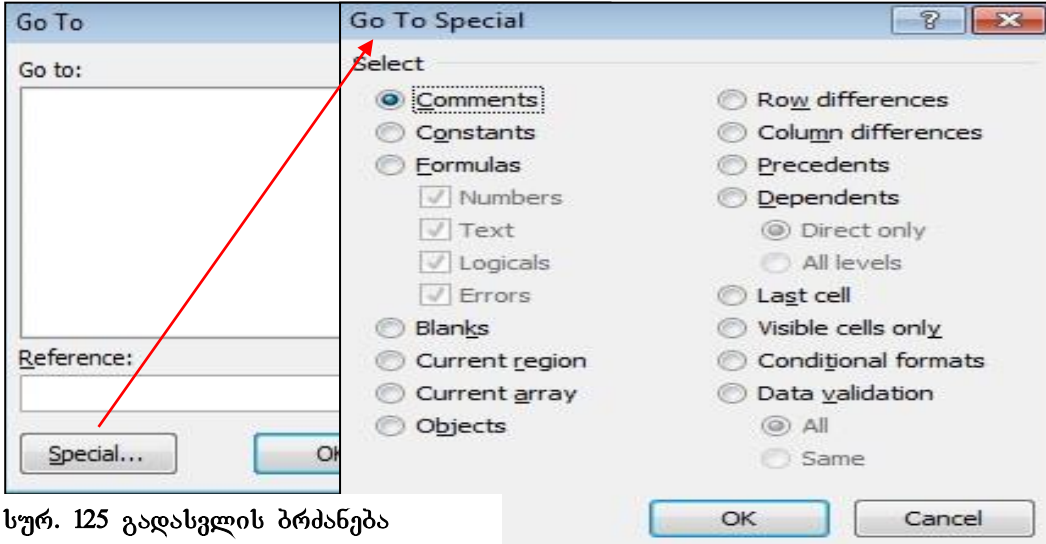 Go To
Go to:
Reference:
Special...
Go To Special
Select
Comments
Constants
Formulas
Numbers
Text
Logicals
Errors
Blanks
Current region
Current array
Objects
Row differences
Column differences
Precedents
Dependents
Direct only
All levels
Last cell
Visible cells only
Conditional formats
Data validation
All
Same
OK
Cancel
სურ. 125 გადასვლის ბრძანება